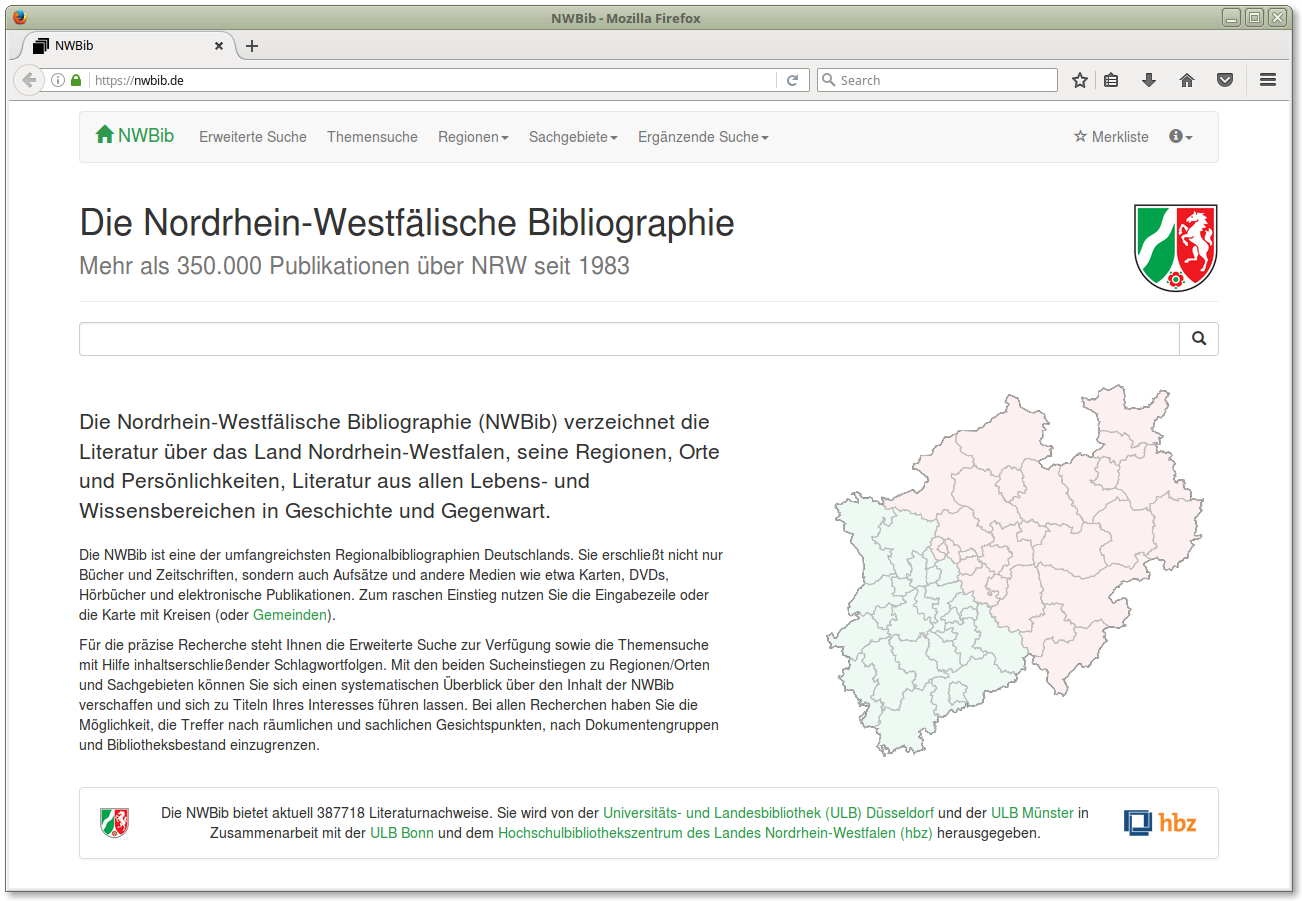 NWBib - Mozilla Firefox
NWBib
https://nwbib.de
Search
NWBib Erweiterte Suche Themensuche Regionen Sachgebiete Ergänzende Suche Merkliste
Die Nordrhein-Westfälische Bibliographie
Mehr als 350.000 Publikationen über NRW seit 1983
Die Nordrhein-Westfälische Bibliographie (NWBib) verzeichnet die
Literatur über das Land Nordrhein-Westfalen, seine Regionen, Orte
und Persönlichkeiten, Literatur aus allen Lebens- und
Wissensbereichen in Geschichte und Gegenwart.
Die NWBib ist eine der umfangreichsten Regionalbibliographien Deutschlands. Sie erschließt nicht nur
Bücher und Zeitschriften, sondern auch Aufsätze und andere Medien wie etwa Karten, DVDs,
Hörbücher und elektronische Publikationen. Zum raschen Einstieg nutzen Sie die Eingabezeile oder
die Karte mit Kreisen (oder Gemeinden).
Für die präzise Recherche steht Ihnen die Erweiterte Suche zur Verfügung sowie die Themensuche
mit Hilfe inhaltserschließender Schlagwortfolgen. Mit den beiden Sucheinstiegen zu Regionen/Orten
und Sachgebieten können Sie sich einen systematischen Überblick über den Inhalt der NWBib
verschaffen und sich zu Titeln Ihres Interesses führen lassen. Bei allen Recherchen haben Sie die
Möglichkeit, die Treffer nach räumlichen und sachlichen Gesichtspunkten, nach Dokumentengruppen
und Bibliotheksbestand einzugrenzen.
Die NWBib bietet aktuell 387718 Literaturnachweise. Sie wird von der Universitäts- und Landesbibliothek (ULB) Düsseldorf und der ULB Münster in
Zusammenarbeit mit der ULB Bonn und dem Hochschulbibliothekszentrum des Landes Nordrhein-Westfalen (hbz) herausgegeben.
hbz